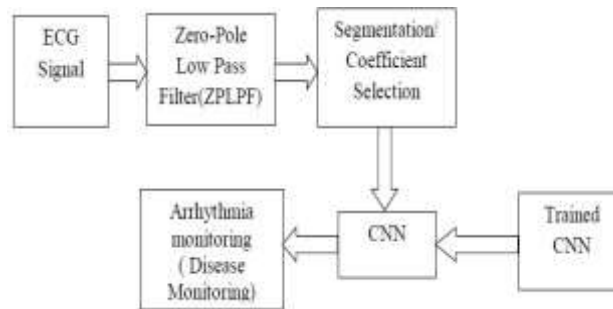 ECG
Signal
Zero-Pole
Low Pass
Filter(ZPLPF)
Segmentation/
Coefficient
Selection
Arrhythmia
monitoring
( Disease
Monitoring)
CNN
Trained
CNN